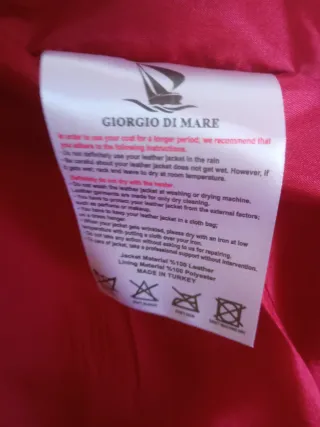 GIORGIO DI MARE
In order to use your coat for a longer period, we recommend that
you adhere to the following instructions.
- Do not definitely use your leather jacket in the rain
- Be careful about your leather jacket does not get wet. However, if
it gets wet, rack and leave to dry at room temperature.
Definitely do not dry with the heater.
- Do not wash the leather jacket at washing or drying machine.
Leather garments are made for only dry cleaning.
- You have to protect your leather jacket from the external factors;
such as perfume or makeup.
- You have to keep your leather jacket in a cloth bag;
on a hanger.
- When your jacket gets wrinkled, please dry with an iron at low
temperature with putting a cloth over your iron.
- Do not take any action without asking to us for repairing.
- To care of jacket, take a professional support without intervention.
Jacket Material %100 Leather
Lining Material %100 Polyester
MADE IN TURKEY